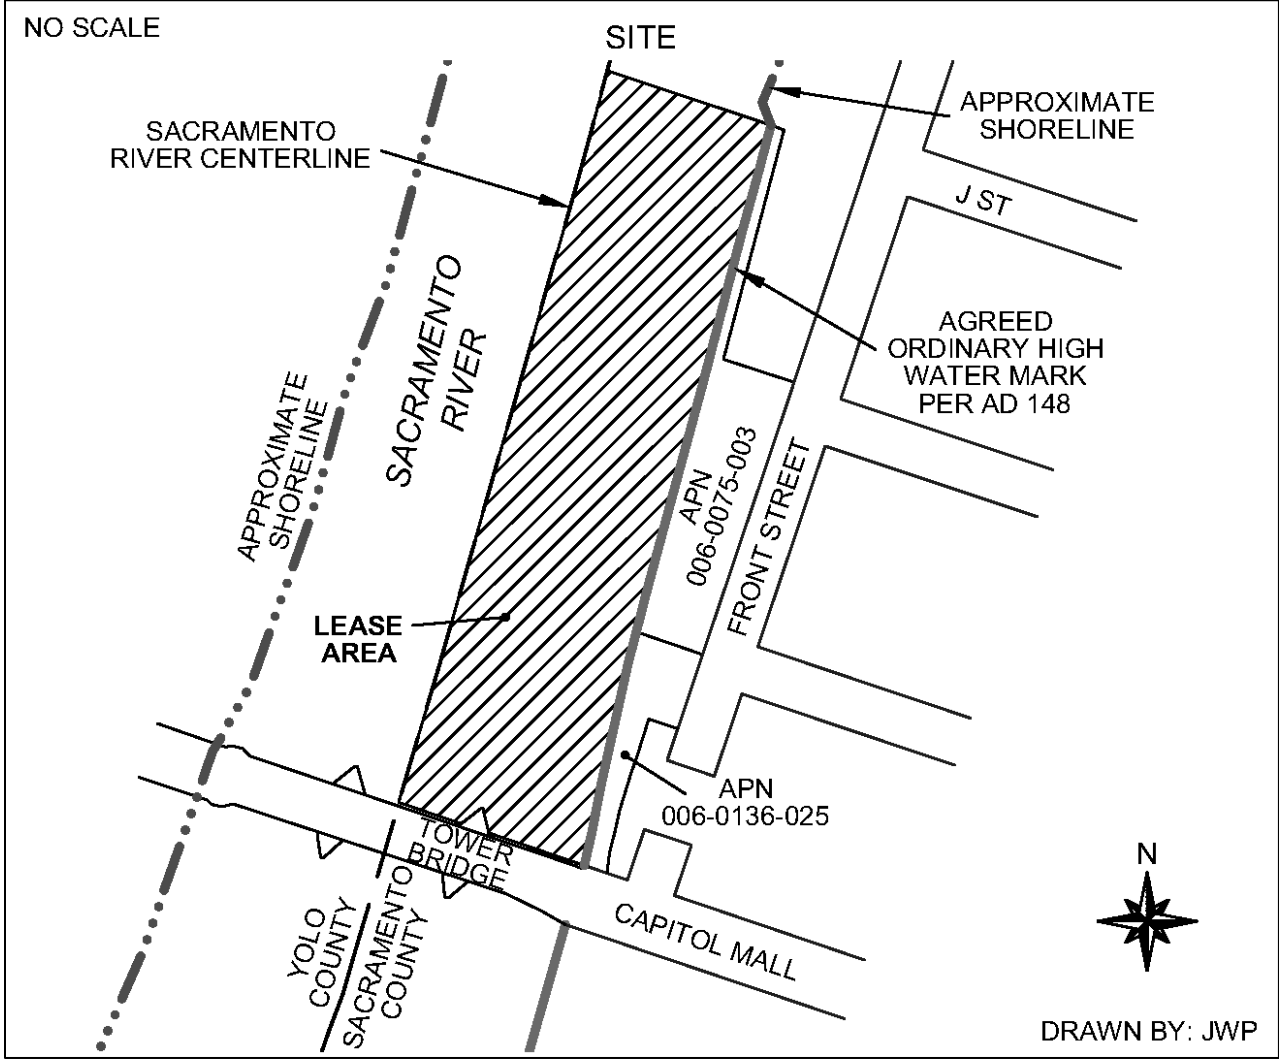 NO SCALE
SITE
SACRAMENTO
RIVER CENTERLINE
APPROXIMATE
SHORELINE
J ST
SACRAMENTO
RIVER
AGREED
ORDINARY HIGH
WATER MARK
PER AD 148
APPROXIMATE
SHORELINE
APN
006-0075-003
FRONT STREET
LEASE
AREA
APN
006-0136-025
TOWER
BRIDGE
N
CAPITOL MALL
YOLO
COUNTY
SACRAMENTO
COUNTY
DRAWN BY: JWP